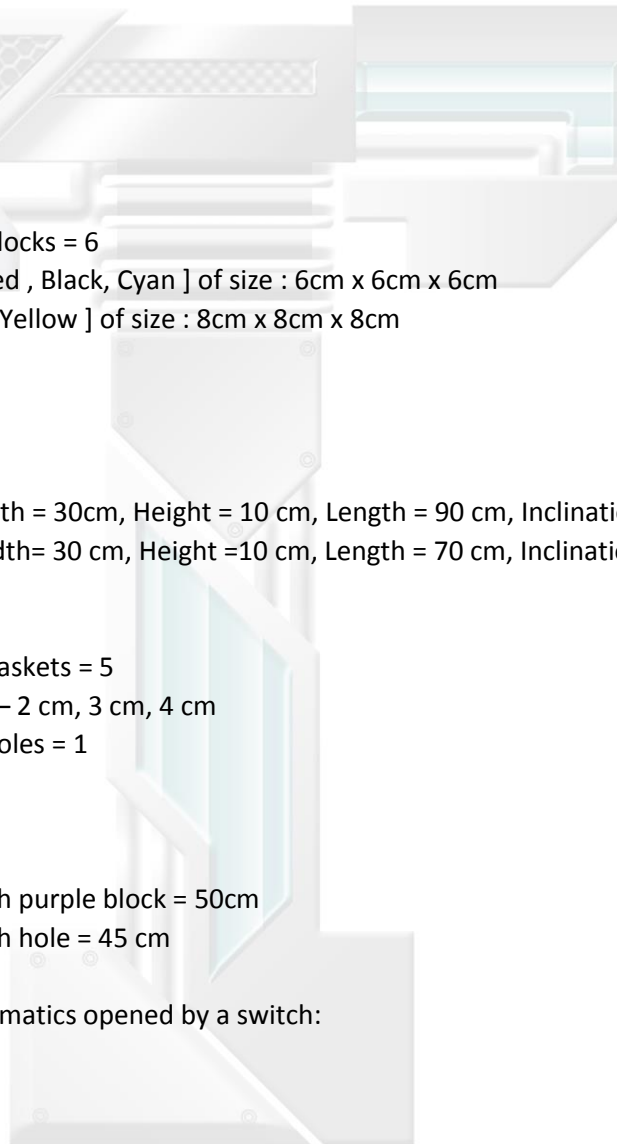 locks = 6
ed , Black, Cyan ] of size : 6cm x 6cm x 6cm
Yellow ] of size : 8cm x 8cm x 8cm
th = 30cm, Height = 10 cm, Length = 90 cm, Inclinati
dth= 30 cm, Height =10 cm, Length = 70 cm, Inclinati
askets = 5
– 2 cm, 3 cm, 4 cm
oles = 1
h purple block = 50cm
h hole = 45 cm
matics opened by a switch: